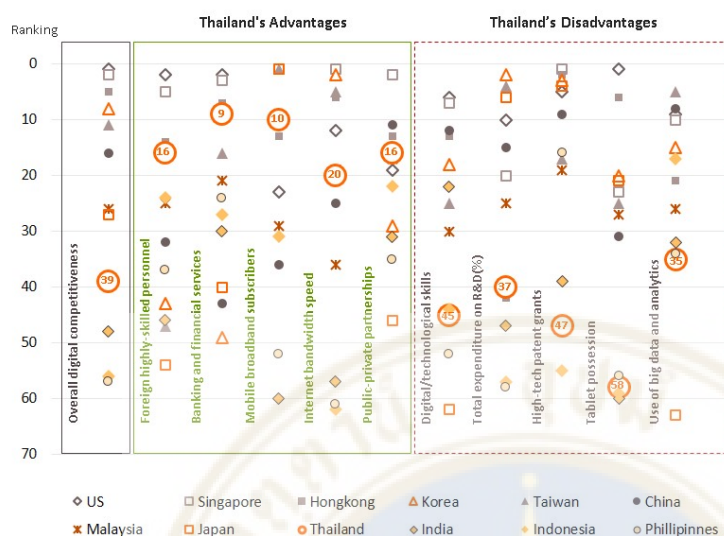 Thailand's Advantages
Thailand’s Disadvantages
Ranking
0
10
20
30
40
50
60
70
Overall digital competitiveness
Foreign highly-skilled personnel
Banking and financial services
Mobile broadband subscribers
Internet bandwidth speed
Public-private partnerships
Digital/technological skills
Total expenditure on R&D(%)
High-tech patent grants
Tablet possession
Use of big data and analytics
39
16
9
10
20
16
45
37
47
58
35
US
Singapore
Hongkong
Korea
Taiwan
China
Malaysia
Japan
Thailand
India
Indonesia
Phillipinnes